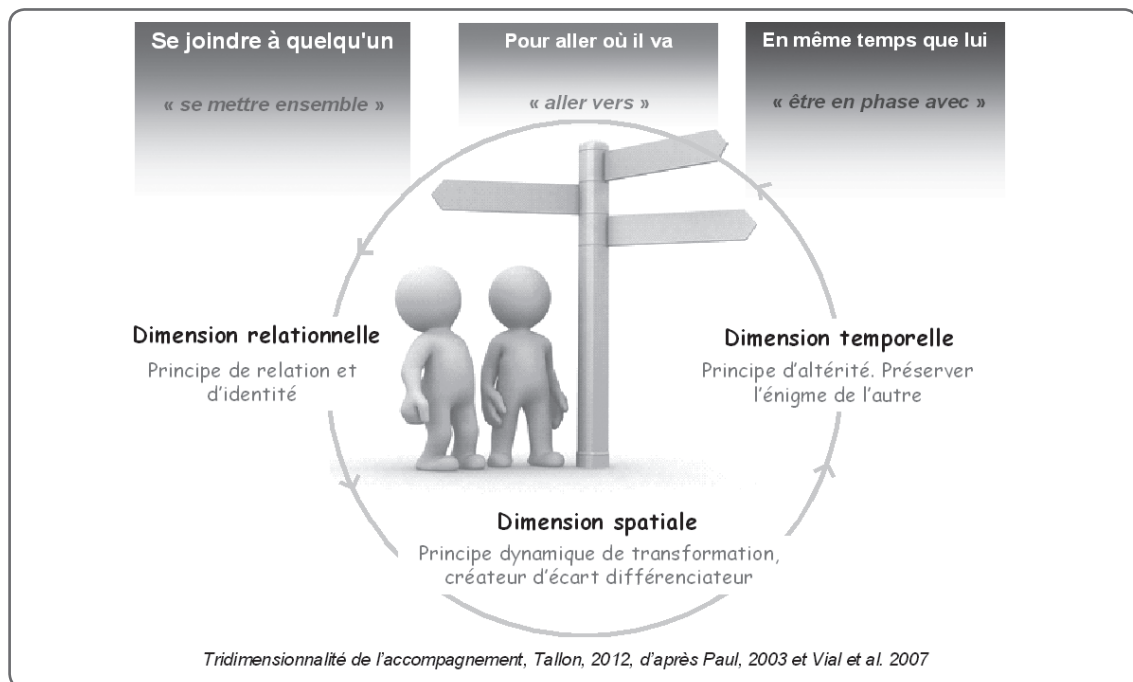 Se joindre à quelqu'un
« se mettre ensemble »
Pour aller où il va
« aller vers »
En même temps que lui
« être en phase avec »
Dimension relationnelle
Principe de relation et
d'identité
Dimension temporelle
Principe d'altérité. Préserver
l'énigme de l'autre
Dimension spatiale
Principe dynamique de transformation,
créateur d'écart différenciateur
Tridimensionnalité de l'accompagnement, Tallon, 2012, d'après Paul, 2003 et Vial et al. 2007